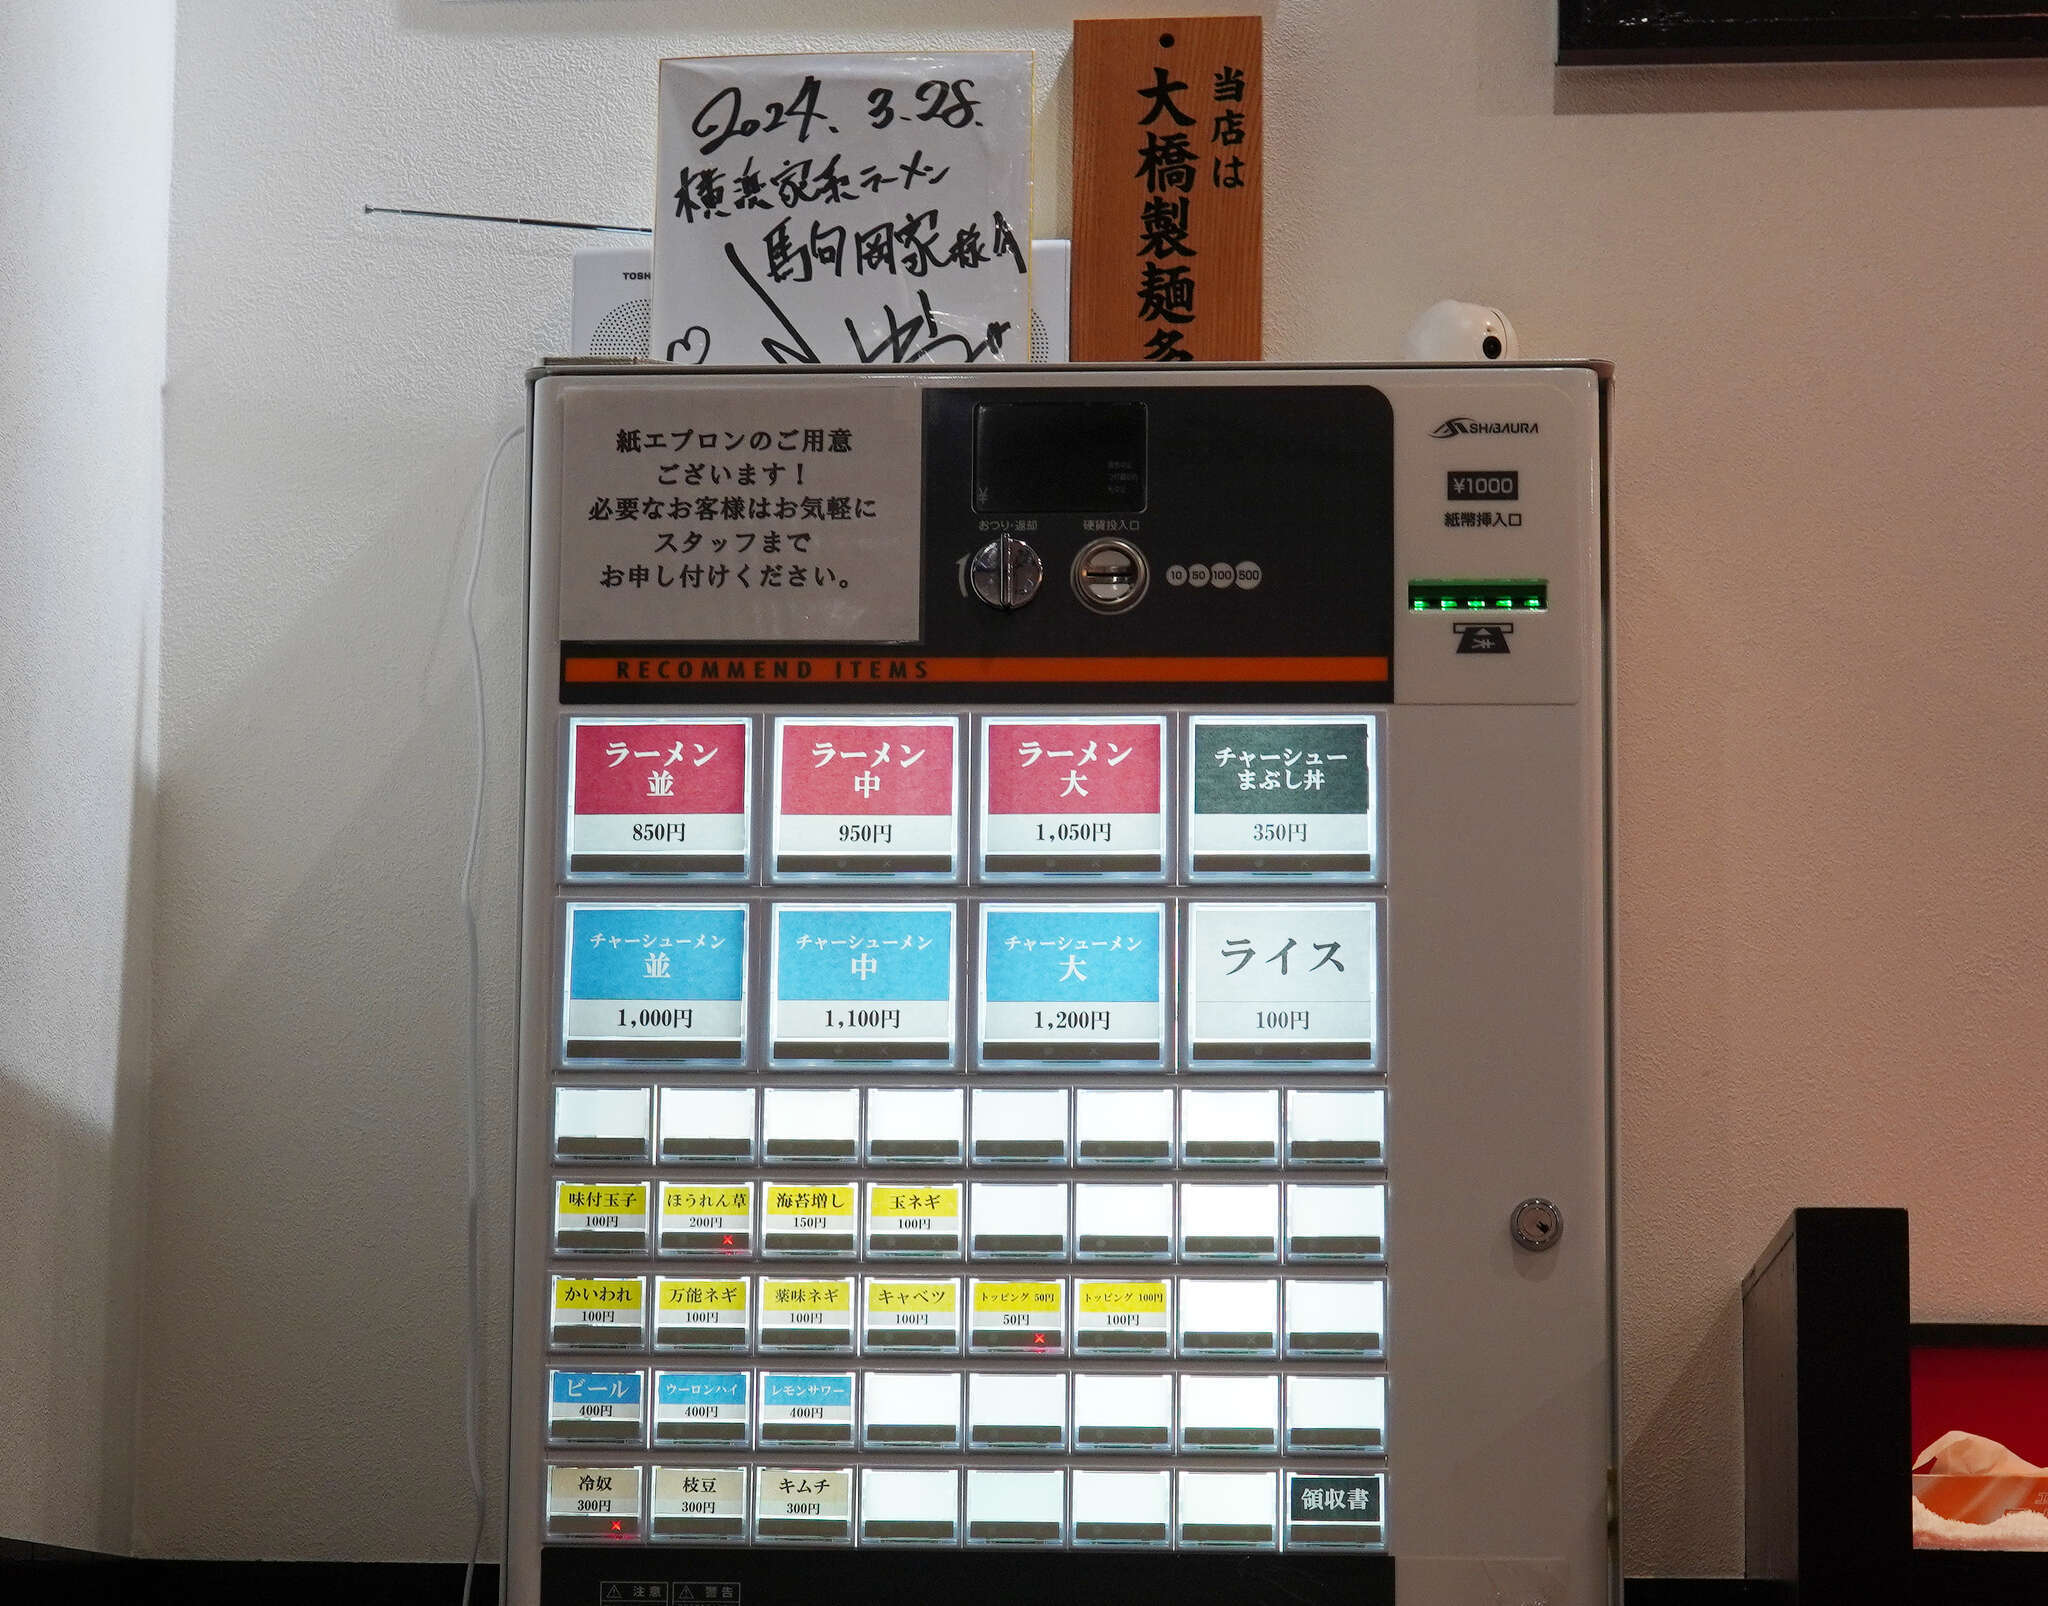 2024. 3.28.
横浜家系ラーメン
馬句岡家様
当店は
大橋製麺多
TOSH
紙エプロンのご用意
ございます！
必要なお客様はお気軽に
スタッフまで
お申し付けください。
おつり・返却
硬貨投入口
10 50 100 500
SHIBAURA
¥1000
紙幣挿入口
RECOMMEND ITEMS
ラーメン
並
850円
ラーメン
中
950円
ラーメン
大
1,050円
チャーシュー
まぶし丼
350円
チャーシューメン
並
1,000円
チャーシューメン
中
1,100円
チャーシューメン
大
1,200円
ライス
100円
味付玉子
100円
ほうれん草
200円
海苔増し
150円
玉ネギ
100円
かいわれ
100円
万能ネギ
100円
薬味ネギ
100円
キャベツ
100円
トッピング 50円
50円
トッピング 100円
100円
ビール
400円
ウーロンハイ
400円
レモンサワー
400円
冷奴
300円
枝豆
300円
キムチ
300円
領収書
注意
警告